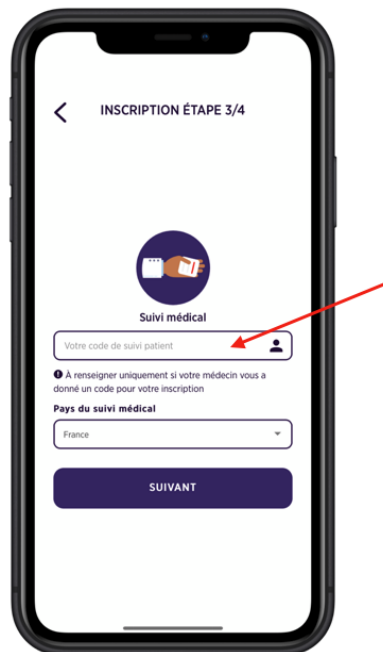 INSCRIPTION ÉTAPE 3/4
Suivi médical
Votre code de suivi patient
À renseigner uniquement si votre médecin vous a
donné un code pour votre inscription
Pays du suivi médical
France
SUIVANT